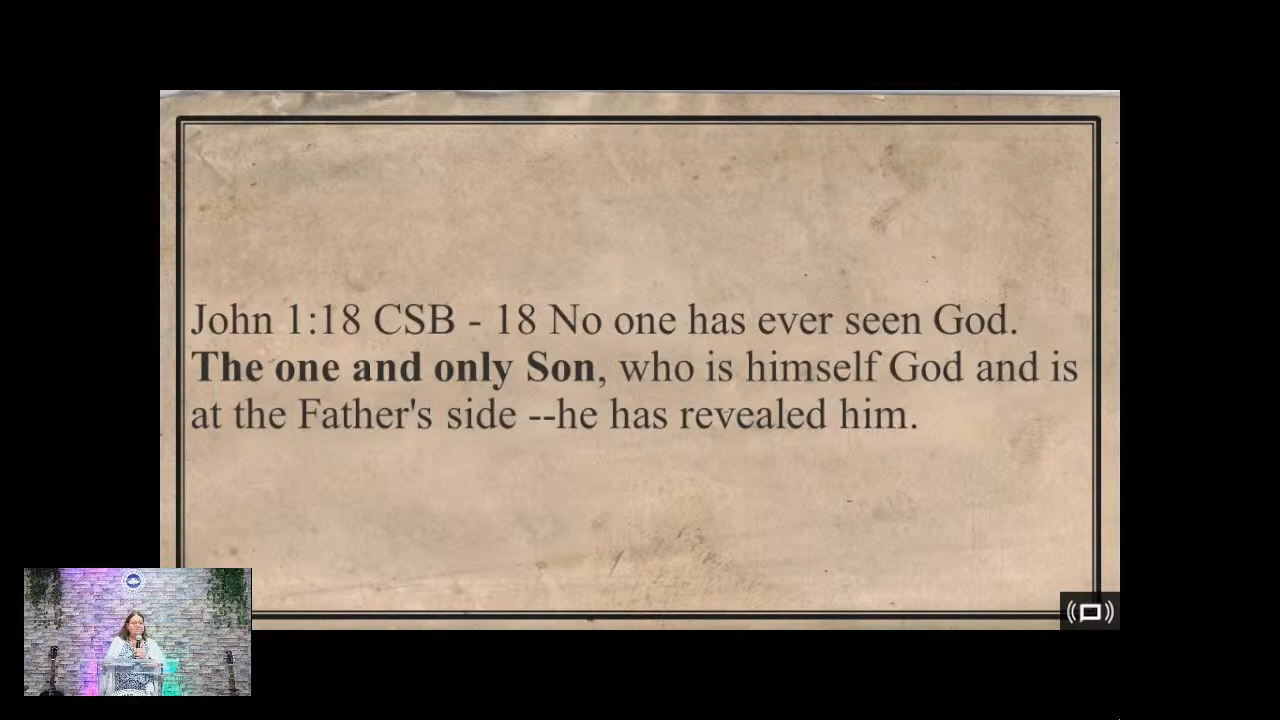 John 1:18 CSB - 18 No one has ever seen God.
The one and only Son, who is himself God and is
at the Father's side --he has revealed him.